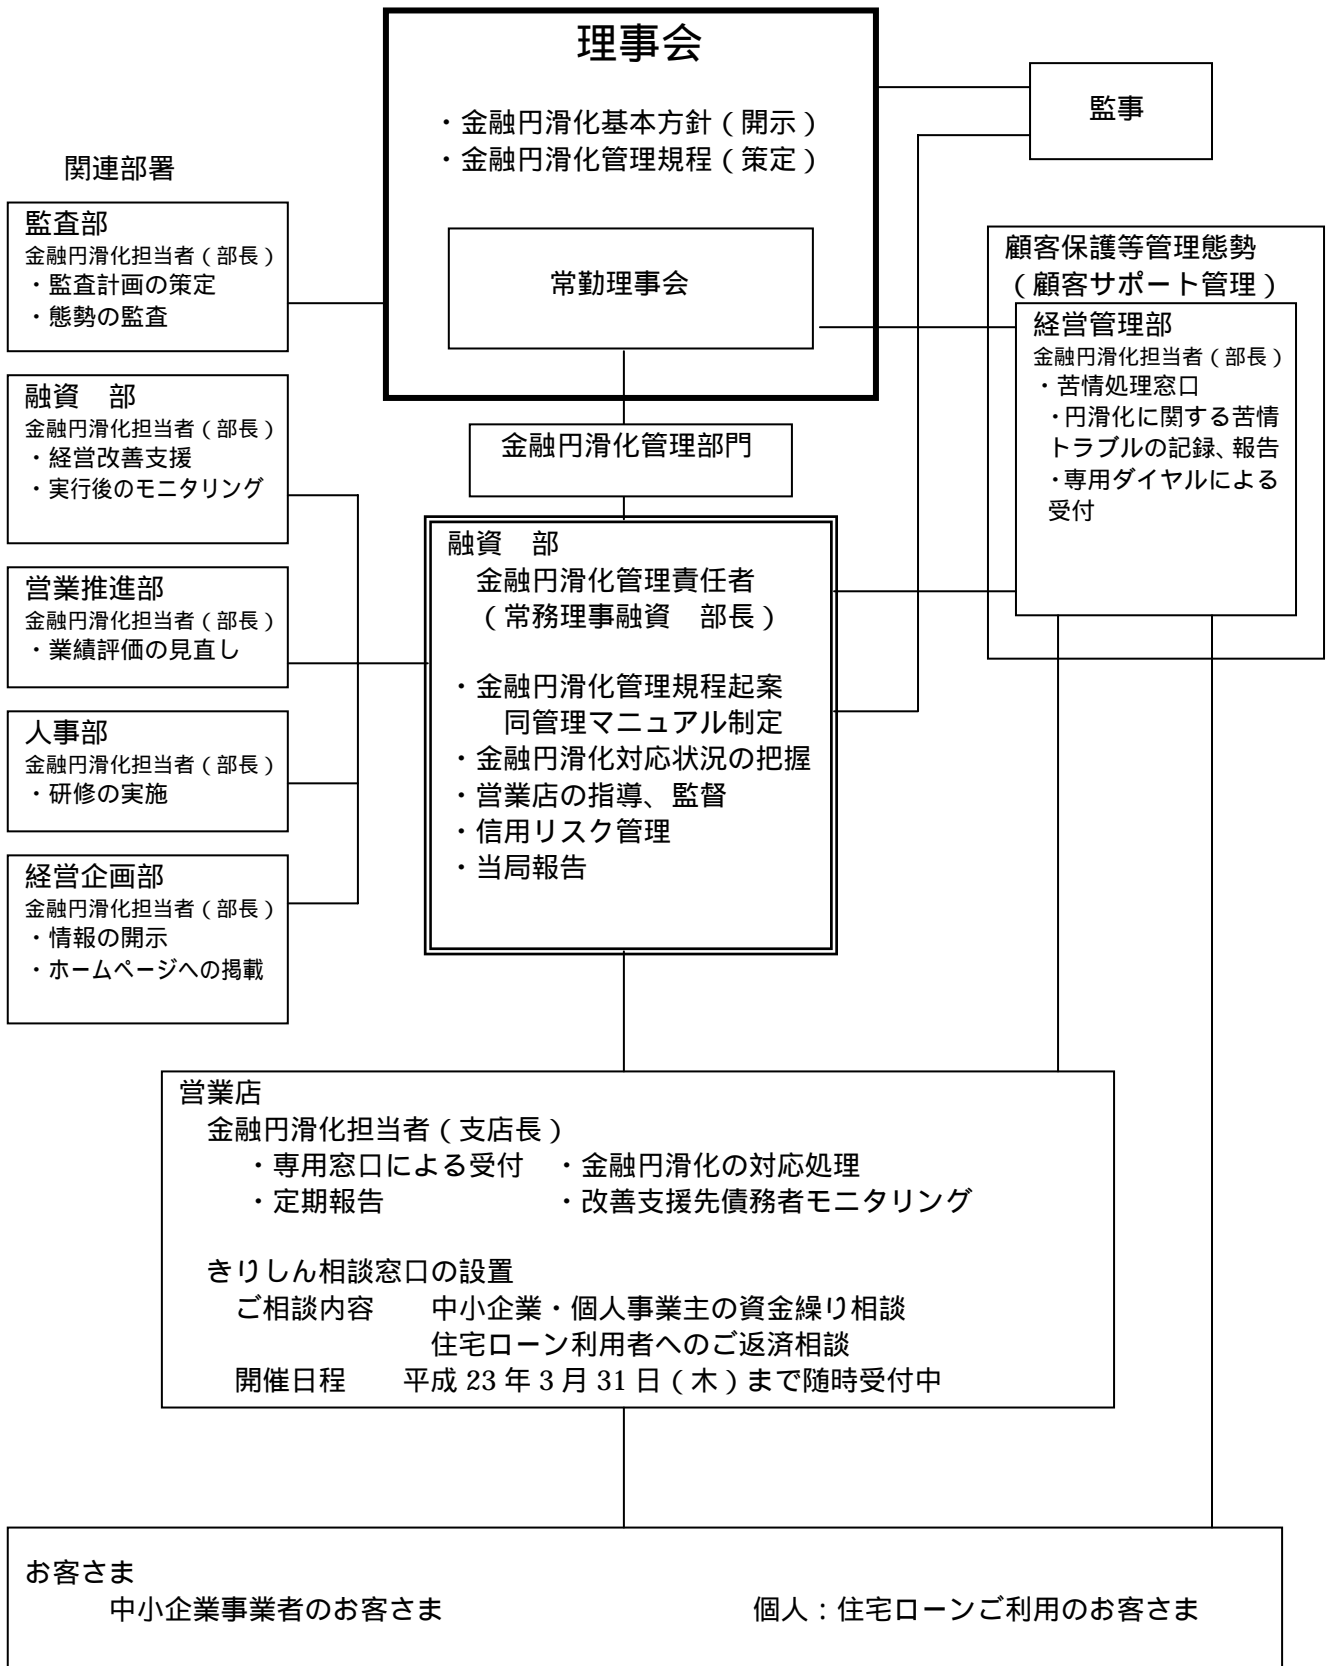 理事会
・金融円滑化基本方針（開示）
・金融円滑化管理規程（策定）
常勤理事会
監事
関連部署
監査部
金融円滑化担当者（部長）
・監査計画の策定
・態勢の監査
融資　部
金融円滑化担当者（部長）
・経営改善支援
・実行後のモニタリング
営業推進部
金融円滑化担当者（部長）
・業績評価の見直し
人事部
金融円滑化担当者（部長）
・研修の実施
経営企画部
金融円滑化担当者（部長）
・情報の開示
・ホームページへの掲載
金融円滑化管理部門
融資　部
金融円滑化管理責任者
（常務理事融資　部長）
・金融円滑化管理規程起案
同管理マニュアル制定
・金融円滑化対応状況の把握
・営業店の指導、監督
・信用リスク管理
・当局報告
顧客保護等管理態勢
（顧客サポート管理）
経営管理部
金融円滑化担当者（部長）
・苦情処理窓口
・円滑化に関する苦情
トラブルの記録、報告
・専用ダイヤルによる
受付
営業店
金融円滑化担当者（支店長）
・専用窓口による受付　・金融円滑化の対応処理
・定期報告　　　　　　・改善支援先債務者モニタリング
きりしん相談窓口の設置
ご相談内容　　中小企業・個人事業主の資金繰り相談
住宅ローン利用者へのご返済相談
開催日程　　平成 23 年 3 月 31 日（木）まで随時受付中
お客さま
中小企業事業者のお客さま　　　　　　　　　　　個人：住宅ローンご利用のお客さま